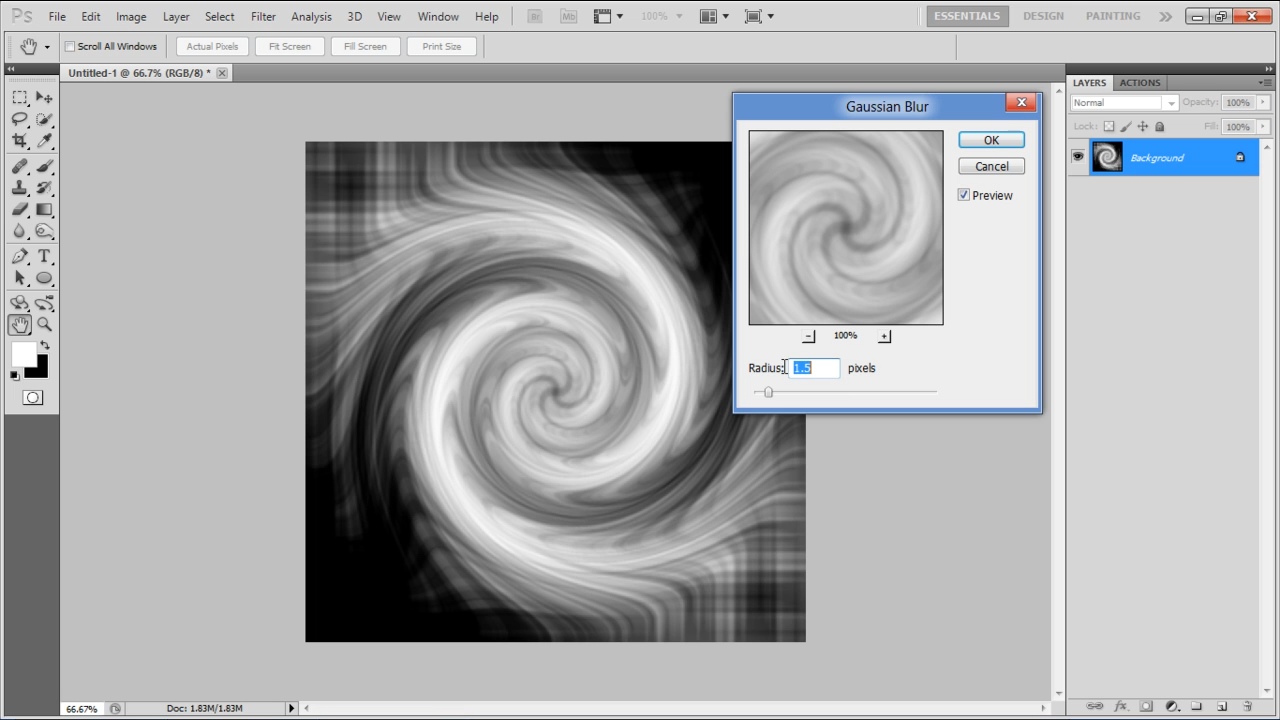 Ps File Edit Image Layer Select Filter Analysis 3D View Window Help Br Mb 100% ESSENTIALS DESIGN PAINTING
Scroll All Windows Actual Pixels Fit Screen Fill Screen Print Size
Untitled-1 @ 66.7% (RGB/8) *
LAYERS ACTIONS
Normal Opacity: 100%
Lock: Fill: 100%
Background
Gaussian Blur
OK
Cancel
Preview
100%
Radius: 1.5 pixels
66.67% Doc: 1.83M/1.83M